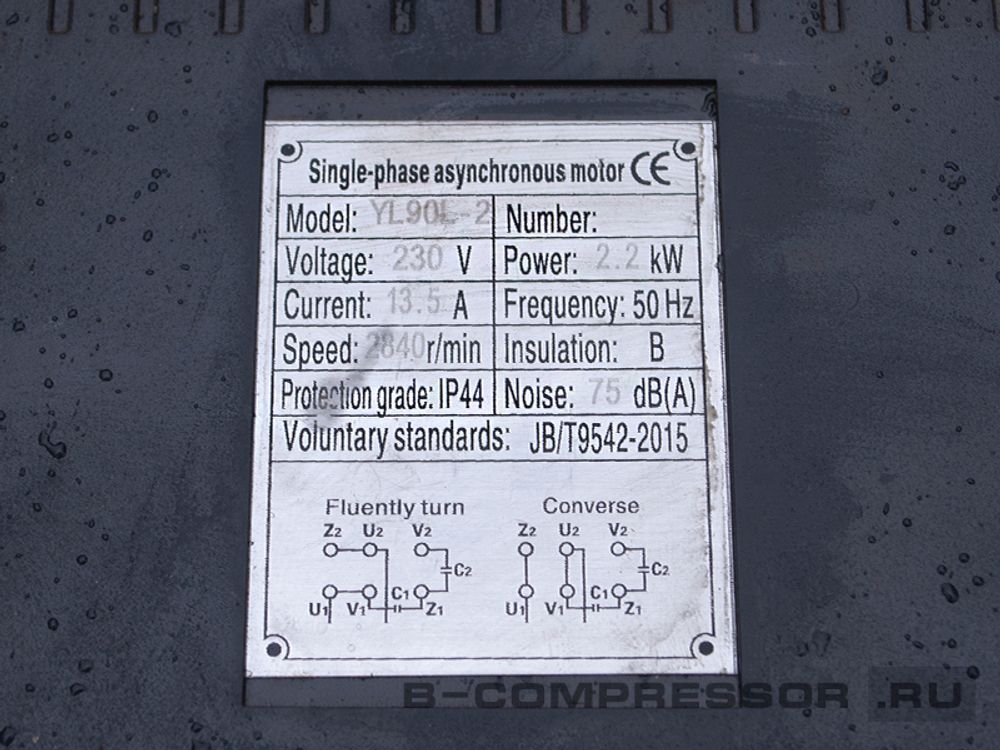 Single-phase asynchronous motor CE
Model: YL90L-2 Number:
Voltage: 230 V Power: 2.2 kW
Current: 13.5 A Frequency: 50 Hz
Speed: 2840 r/min Insulation: B
Protection grade: IP44 Noise: 75 dB(A)
Voluntary standards: JB/T9542-2015
Fluently turn Converse
Z2 U2 V2 Z2 U2 V2
C2 C2
U1 V1 C1 Z1 U1 V1 C1 Z1
B-COMPRESSOR.RU